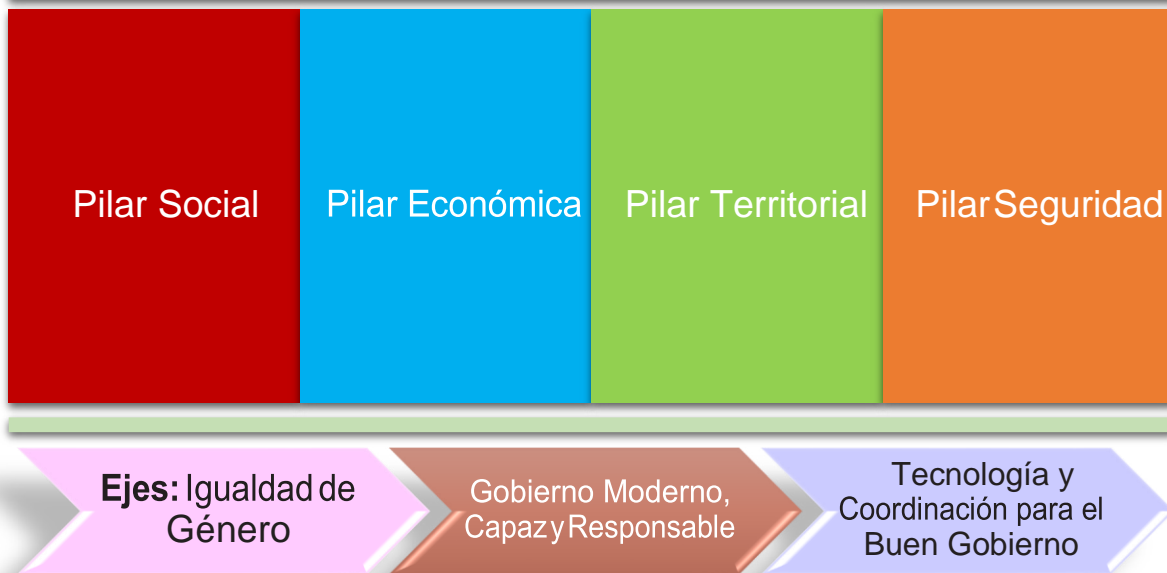 Pilar Social
Pilar Económica
Pilar Territorial
Pilar Seguridad
Ejes: Igualdad de
Género
Gobierno Moderno,
Capaz y Responsable
Tecnología y
Coordinación para el
Buen Gobierno